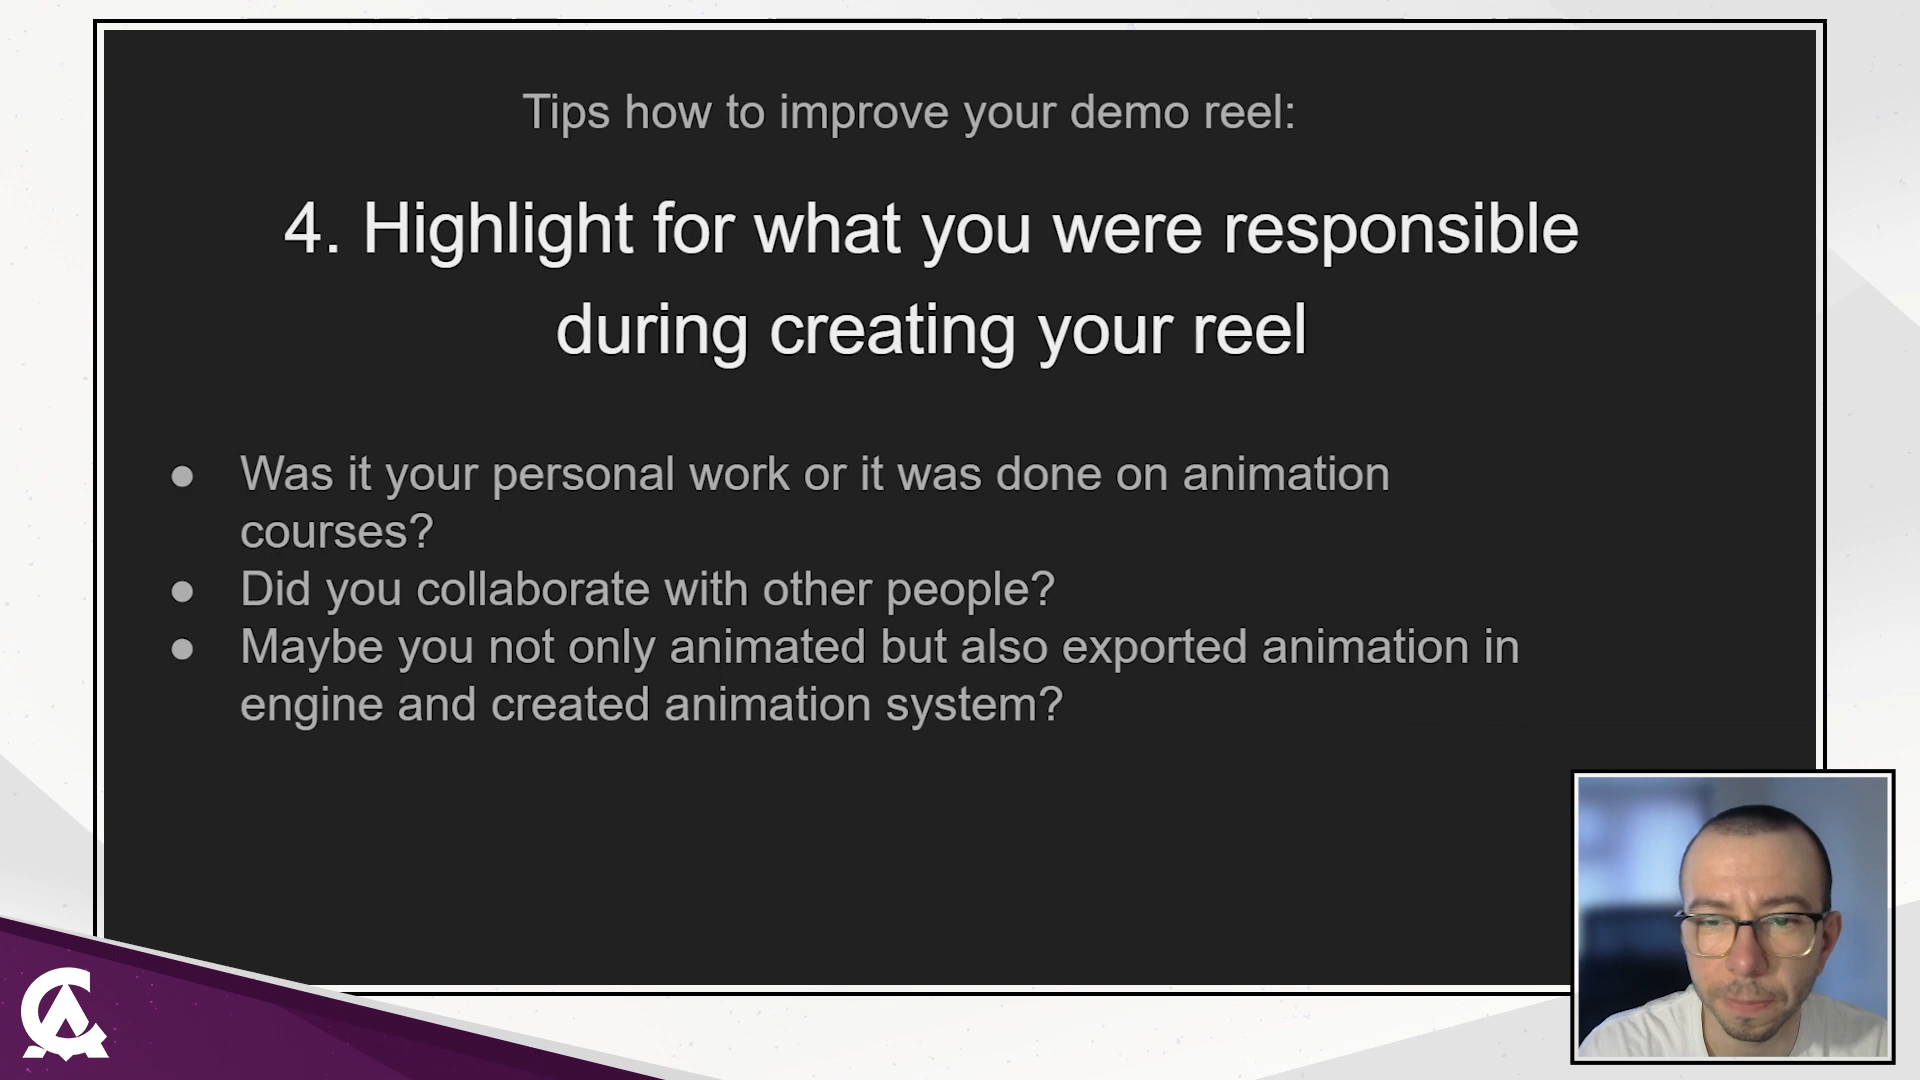 Tips how to improve your demo reel:
4. Highlight for what you were responsible
during creating your reel
● Was it your personal work or it was done on animation
courses?
● Did you collaborate with other people?
● Maybe you not only animated but also exported animation in
engine and created animation system?